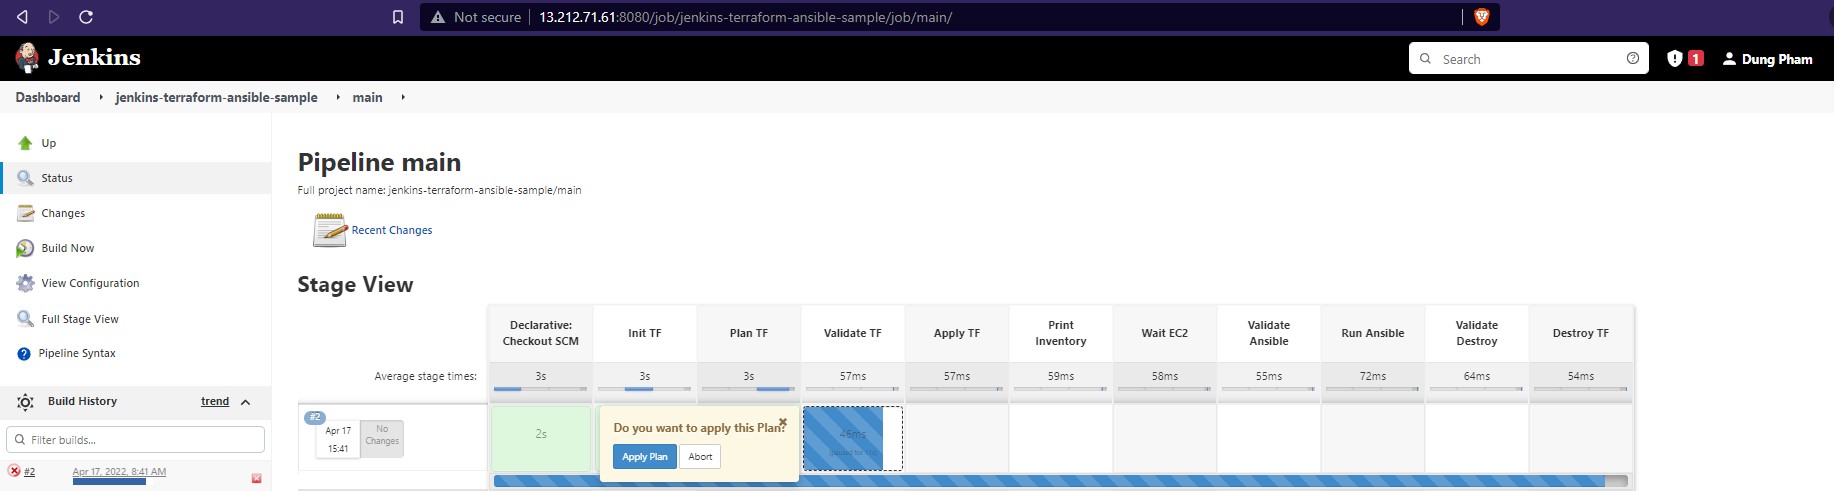 Not secure 13.212.71.61:8080/job/jenkins-terraform-ansible-sample/job/main/
Jenkins
Search
1
Dung Pham
Dashboard jenkins-terraform-ansible-sample main
Up
Status
Changes
Build Now
View Configuration
Full Stage View
Pipeline Syntax
Build History trend
Filter builds...
#2 Apr 17, 2022, 8:41 AM
Pipeline main
Full project name: jenkins-terraform-ansible-sample/main
Recent Changes
Stage View
Declarative: Checkout SCM
Init TF
Plan TF
Validate TF
Apply TF
Print Inventory
Wait EC2
Validate Ansible
Run Ansible
Validate Destroy
Destroy TF
Average stage times: 3s 3s 3s 57ms 57ms 59ms 58ms 55ms 72ms 64ms 54ms
#2
Apr 17
15:41
No
Changes
2s
Do you want to apply this Plan?
Apply Plan Abort
46ms